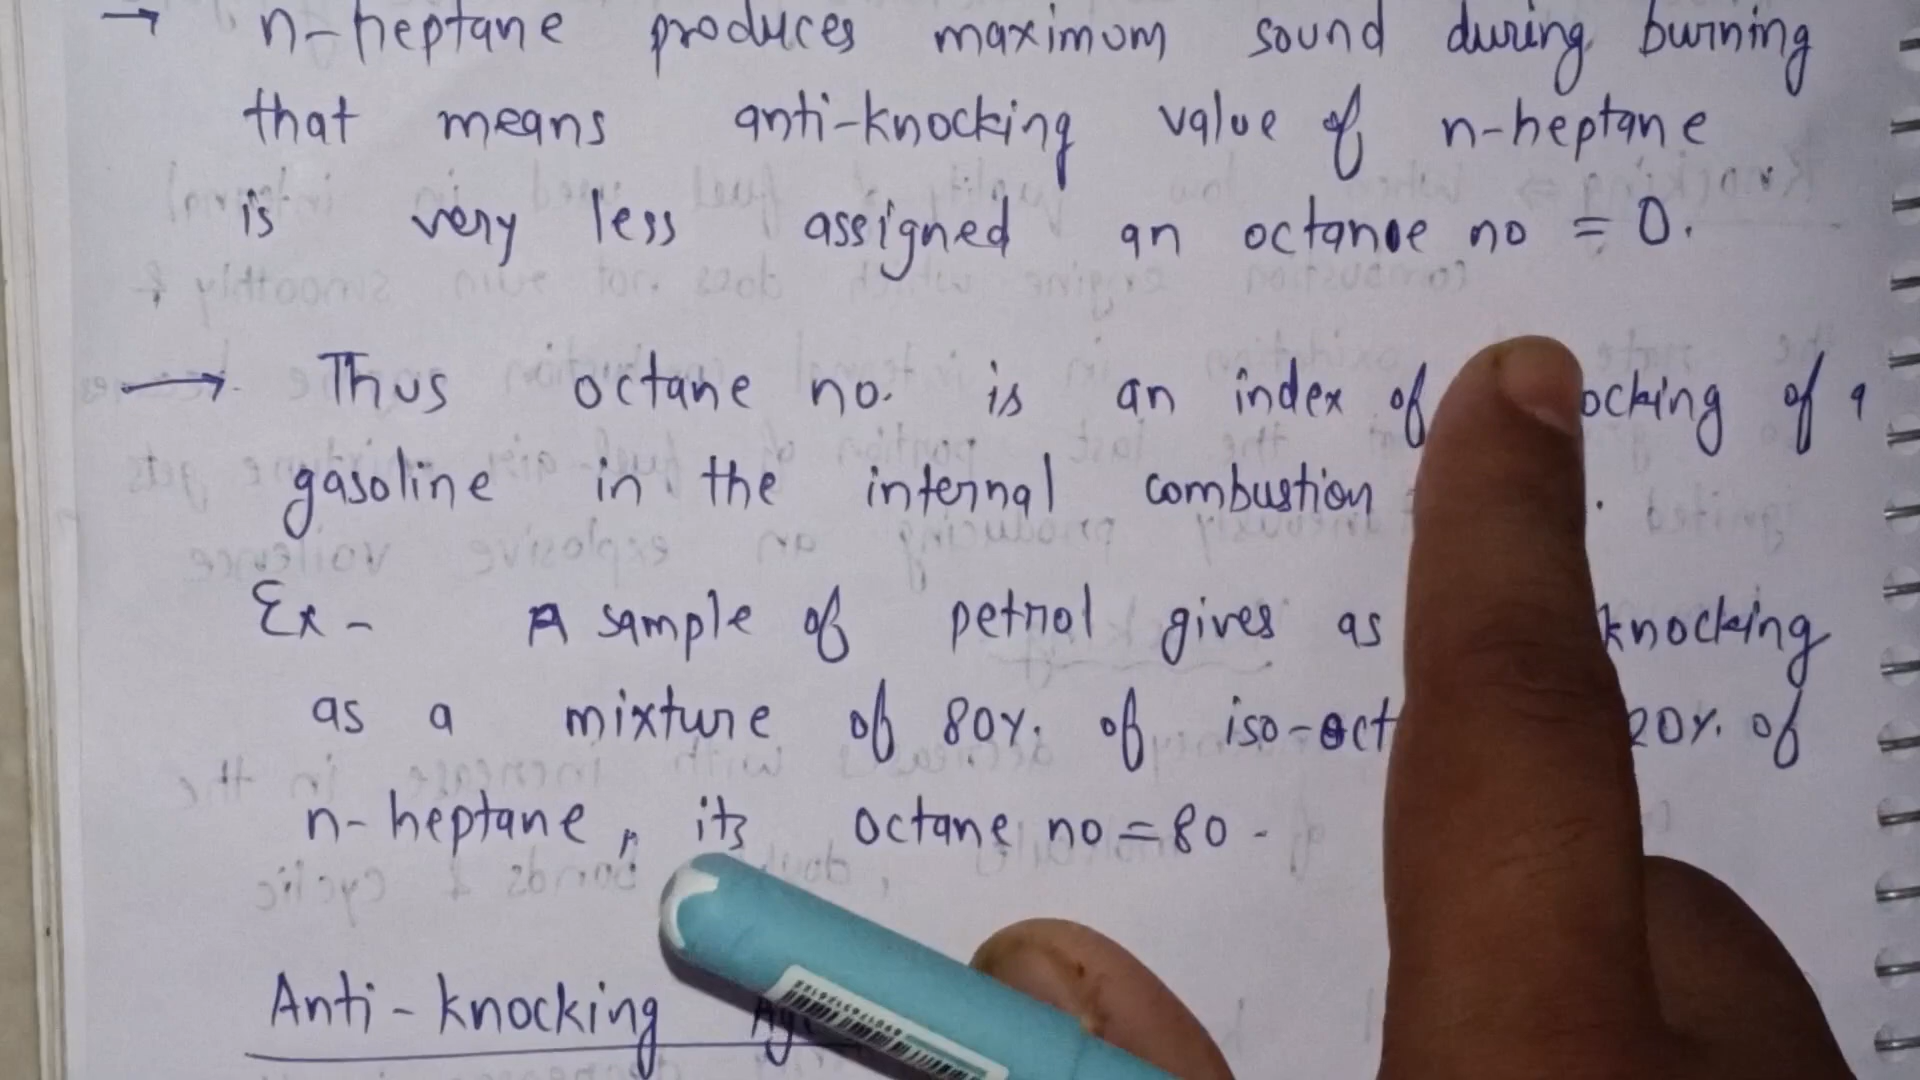 → n-heptane produces maximum sound during burning
that means anti-knocking value of n-heptane
is very less assigned an octane no = 0.
→ Thus octane no. is an index of ocking of a
gasoline in the internal combustion .
Ex - A sample of petrol gives as knocking
as a mixture of 80%. of iso-oct 20%. of
n-heptane, its octane no = 80 -
Anti-knocking